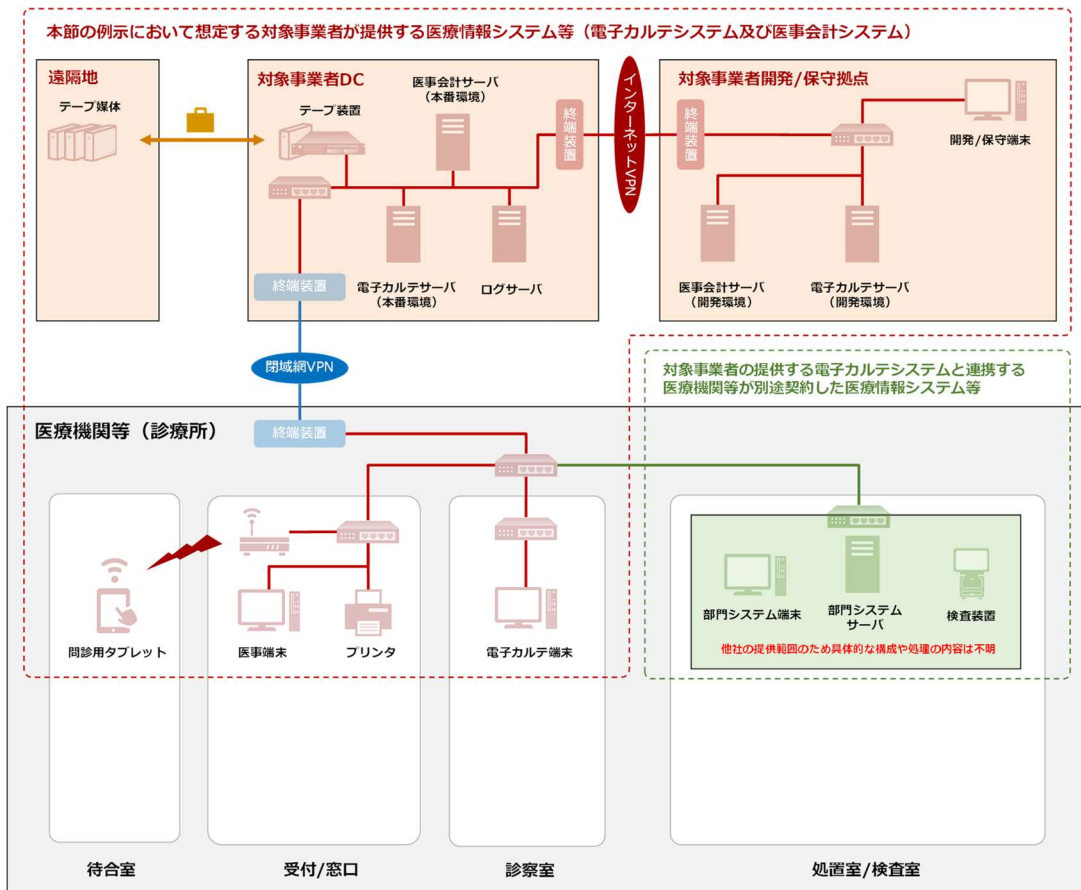 本節の例示において想定する対象事業者が提供する医療情報システム等（電子カルテシステム及び医事会計システム）
遠隔地
テープ媒体
対象事業者DC
テープ装置
医事会計サーバ
（本番環境）
終端装置
電子カルテサーバ
（本番環境）
ログサーバ
終端装置
インターネットVPN
対象事業者開発/保守拠点
終端装置
開発/保守端末
医事会計サーバ
（開発環境）
電子カルテサーバ
（開発環境）
閉域網VPN
対象事業者の提供する電子カルテシステムと連携する
医療機関等が別途契約した医療情報システム等
医療機関等（診療所）
終端装置
問診用タブレット
医事端末
プリンタ
電子カルテ端末
部門システム端末
部門システム
サーバ
検査装置
他社の提供範囲のため具体的な構成や処理の内容は不明
待合室
受付/窓口
診察室
処置室/検査室